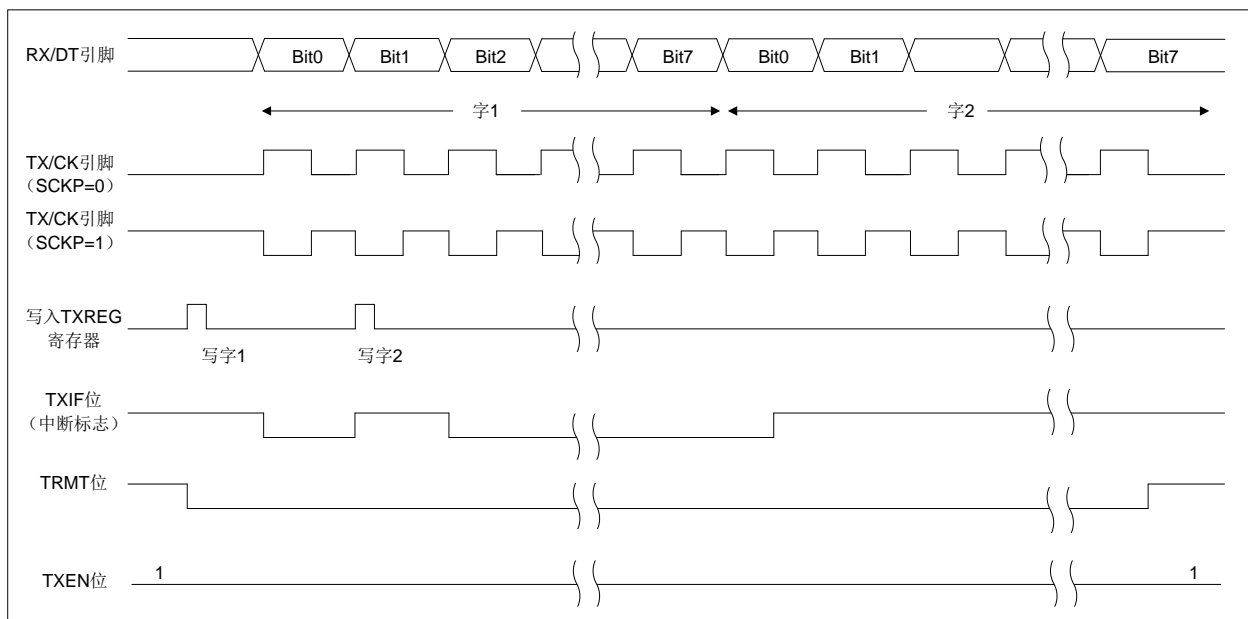 RX/DT引脚
Bit0 Bit1 Bit2 Bit7 Bit0 Bit1 Bit7
字1 字2
TX/CK引脚
（SCKP=0）
TX/CK引脚
（SCKP=1）
写入TXREG
寄存器
写字1 写字2
TXIF位
（中断标志）
TRMT位
TXEN位
1 1